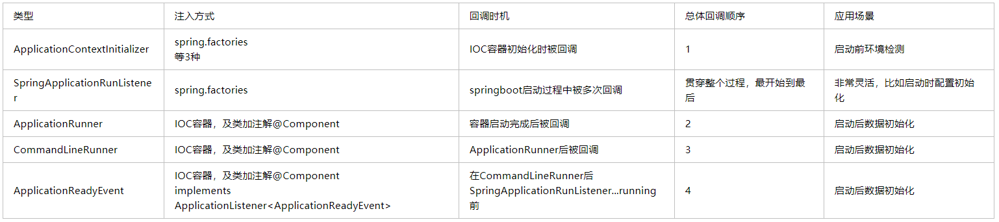 类型 注入方式 回调时机 总体回调顺序 应用场景
ApplicationContextInitializer
spring.factories
等3种
IOC容器初始化时被回调
1
启动前环境检测
SpringApplicationRunListene
r
spring.factories
springboot启动过程中被多次回调
贯穿整个过程，最开始到最
后
非常灵活，比如启动时配置初始
化
ApplicationRunner IOC容器，及类加注解@Component 容器启动完成后被回调 2 启动后数据初始化
CommandLineRunner IOC容器，及类加注解@Component ApplicationRunner后被回调 3 启动后数据初始化
ApplicationReadyEvent
IOC容器，及类加注解@Component
implements
ApplicationListener<ApplicationReadyEvent>
在CommandLineRunner后
SpringApplicationRunListener...running
前
4
启动后数据初始化